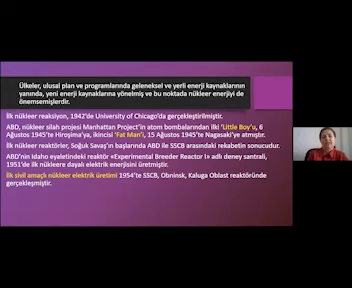 Ülkeler, ulusal plan ve programlarında geleneksel ve yerli enerji kaynaklarının
yanında, yeni enerji kaynaklarına yönelmiş ve bu noktada nükleer enerjiyi de
önemsemişlerdir.
İlk nükleer reaksiyon, 1942'de University of Chicago'da gerçekleştirilmiştir.
ABD, nükleer silah projesi Manhattan Project'in atom bombalarından ilki 'Little Boy'u, 6
Ağustos 1945'te Hiroşima'ya, ikincisi 'Fat Man'i, 15 Ağustos 1945'te Nagasaki'ye atmıştır.
İlk nükleer reaktörler, Soğuk Savaş'ın başlarında ABD ile SSCB arasındaki rekabetin sonucudur.
ABD'nin Idaho eyaletindeki reaktör «Experimental Breeder Reactor I» adlı deney santrali,
1951'de ilk nükleere dayalı elektrik enerjisini üretmiştir.
İlk sivil amaçlı nükleer elektrik üretimi 1954'te SSCB, Obninsk, Kaluga Oblast reaktöründe
gerçekleşmiştir.